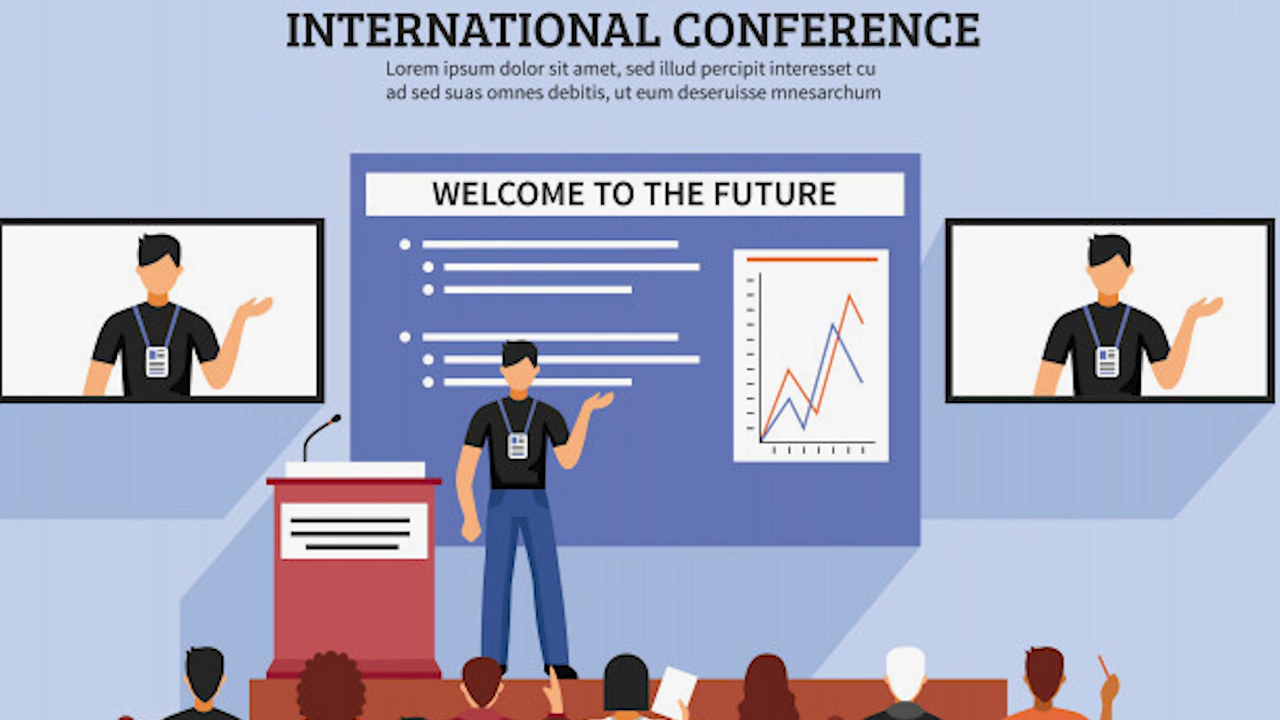 INTERNATIONAL CONFERENCE
Lorem ipsum dolor sit amet, sed illud percipit interesset cu
ad sed suas omnes debitis, ut eum deseruisse mnesarchum
WELCOME TO THE FUTURE